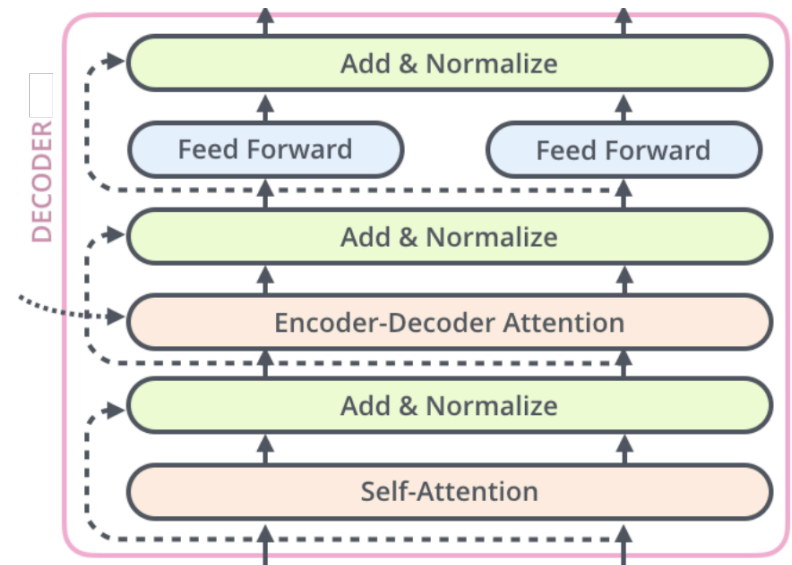 Add & Normalize
Feed Forward
Feed Forward
DECODER
Add & Normalize
Encoder-Decoder Attention
Add & Normalize
Self-Attention